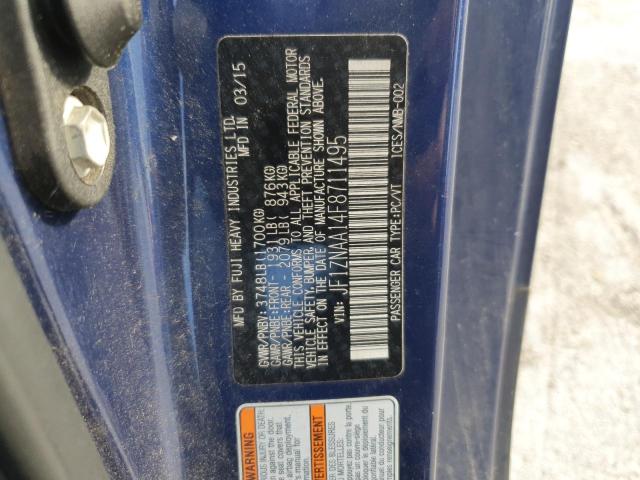 MFD BY FUJI HEAVY INDUSTRIES LTD. MFD IN 03/15
GVWR/PNBV: 3748LB(1700KG)
GAWR/PNBE:FRONT- 1931LB( 876KG)
GAWR/PNBE:REAR - 2079LB( 943KG)
THIS VEHICLE CONFORMS TO ALL APPLICABLE FEDERAL MOTOR
VEHICLE SAFETY, BUMPER, AND THEFT PREVENTION STANDARDS
IN EFFECT ON THE DATE OF MANUFACTURE SHOWN ABOVE.
VIN: JF1ZNAA14F8711495
PASSENGER CAR TYPE:PC/VT ICES/NMB-002
WARNING
AVERTISSEMENT